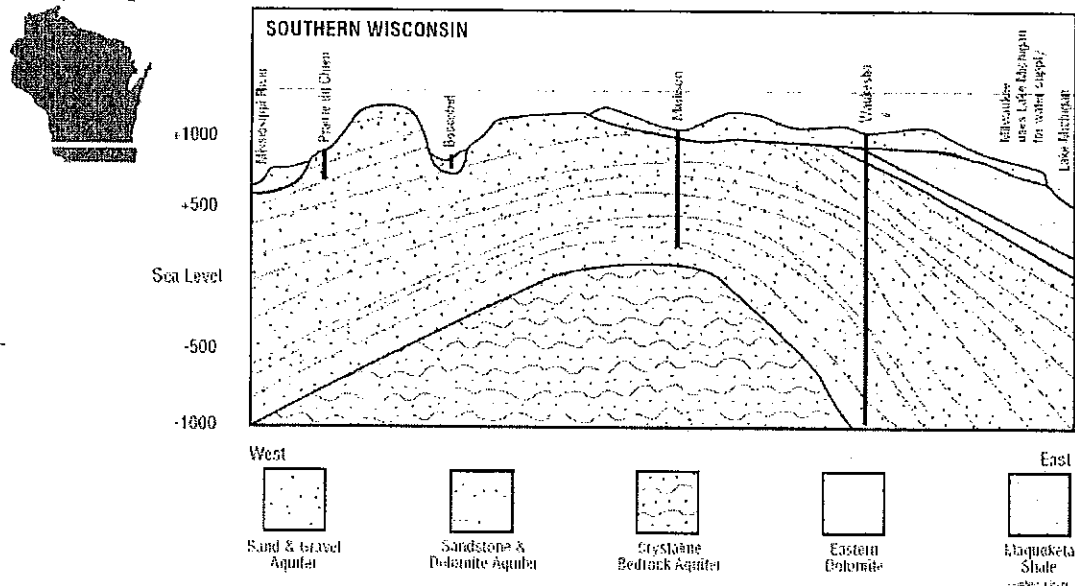 SOUTHERN WISCONSIN
Mississippi River
Prairie du Chien
Boscobel
Madison
Waukesha
Milwaukee
uses Lake Michigan
for water supply
Lake Michigan
+1000
+500
Sea Level
-500
-1000
West
East
Sand & Gravel
Aquifer
Sandstone &
Dolomite Aquifer
Crystaline
Bedrock Aquifer
Eastern
Dolomite
Maquoketa
Shale